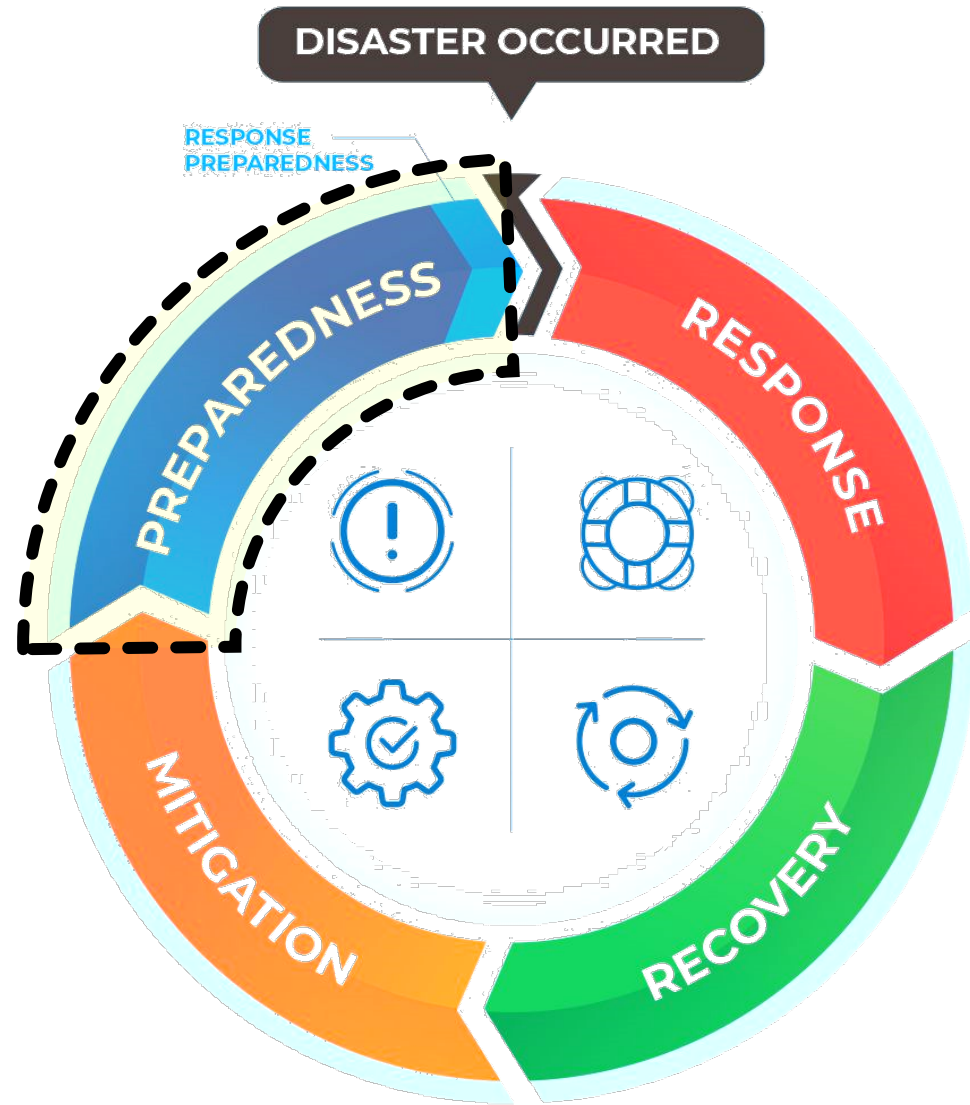 DISASTER OCCURRED
RESPONSE
PREPAREDNESS
PREPAREDNESS
RESPONSE
MITIGATION
RECOVERY